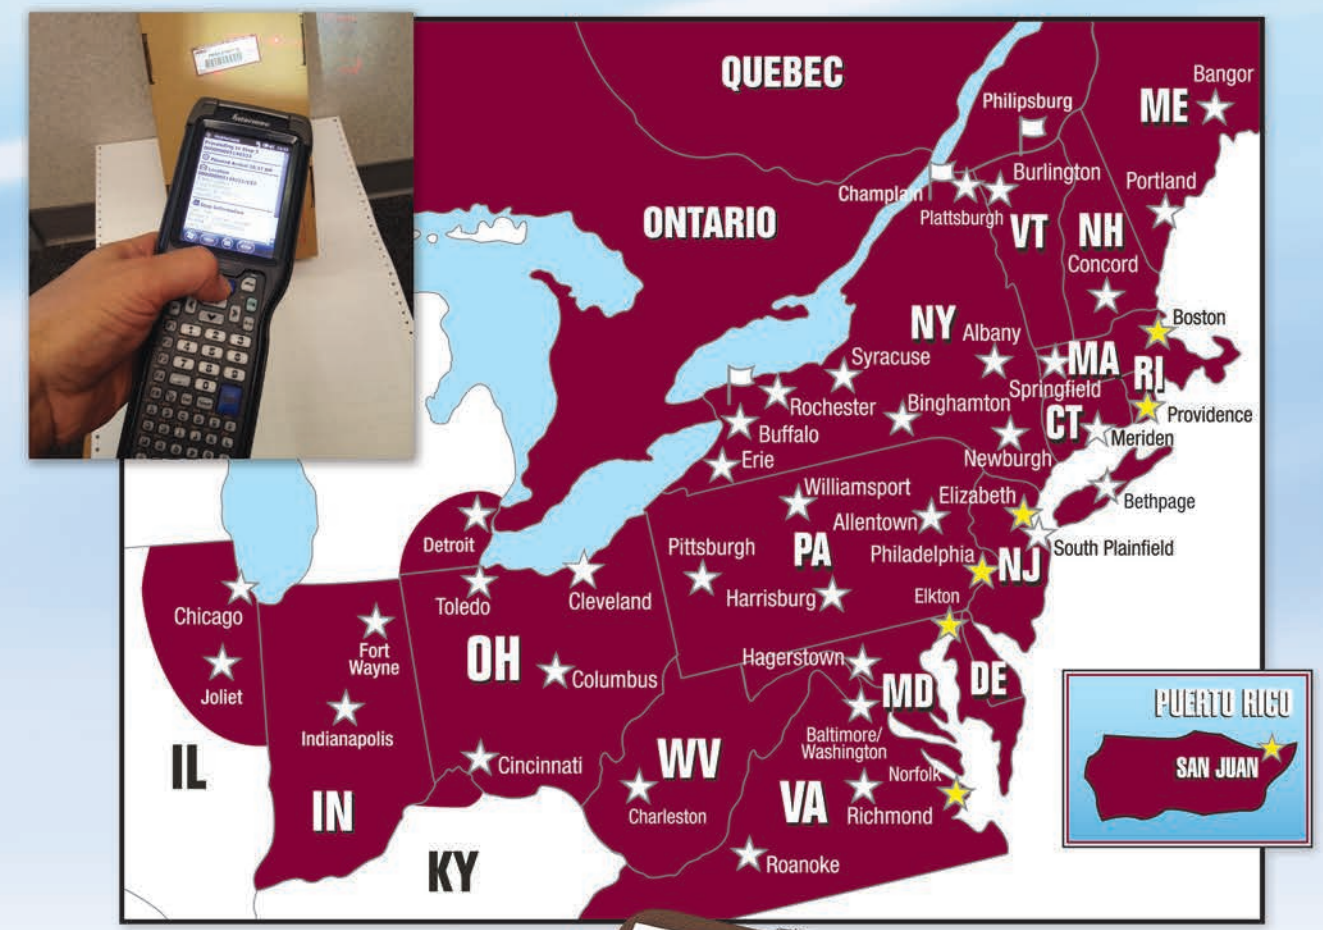 QUEBEC
ME
Bangor
Philipsburg
Champlain
Plattsburgh
Burlington
Portland
ONTARIO
VT
NH
Concord
NY
Albany
Boston
Syracuse
MA
Springfield
RI
Rochester
Binghamton
CT
Providence
Buffalo
Meriden
Newburgh
Erie
Williamsport
Elizabeth
Bethpage
Allentown
Detroit
Pittsburgh
PA
Philadelphia
NJ
South Plainfield
Toledo
Cleveland
Harrisburg
Elkton
Chicago
Fort
Wayne
OH
Hagerstown
Columbus
MD
DE
Joliet
PUERTO RICO
Indianapolis
Baltimore/
Washington
SAN JUAN
IL
Cincinnati
WV
Norfolk
IN
Charleston
VA
Richmond
KY
Roanoke